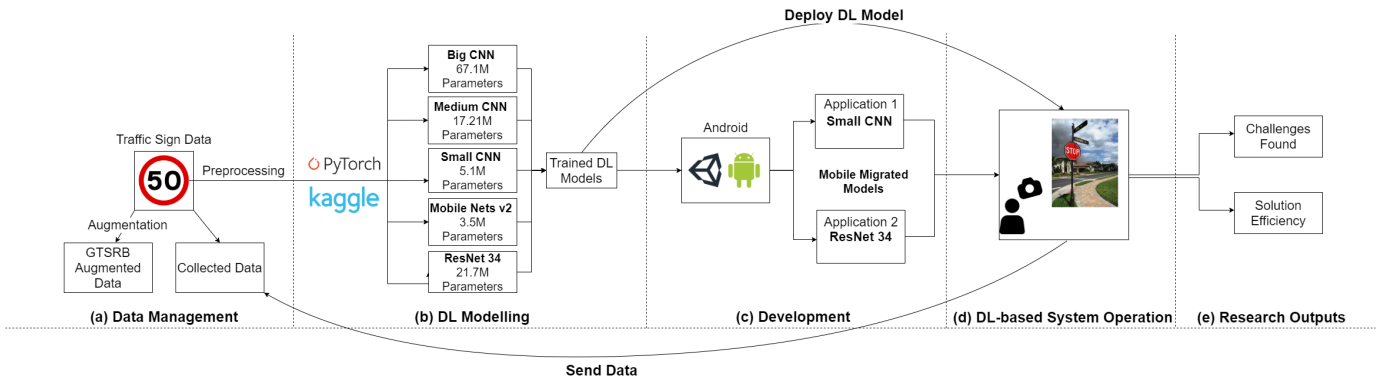 Deploy DL Model
Traffic Sign Data
50
Preprocessing
Augmentation
GTSRB
Augmented
Data
Collected Data
(a) Data Management
PyTorch
kaggle
Big CNN
67.1M
Parameters
Medium CNN
17.21M
Parameters
Small CNN
5.1M
Parameters
Mobile Nets v2
3.5M
Parameters
ResNet 34
21.7M
Parameters
Trained DL
Models
(b) DL Modelling
Android
Application 1
Small CNN
Mobile Migrated
Models
Application 2
ResNet 34
(c) Development
STOP
(d) DL-based System Operation
Challenges
Found
Solution
Efficiency
(e) Research Outputs
Send Data